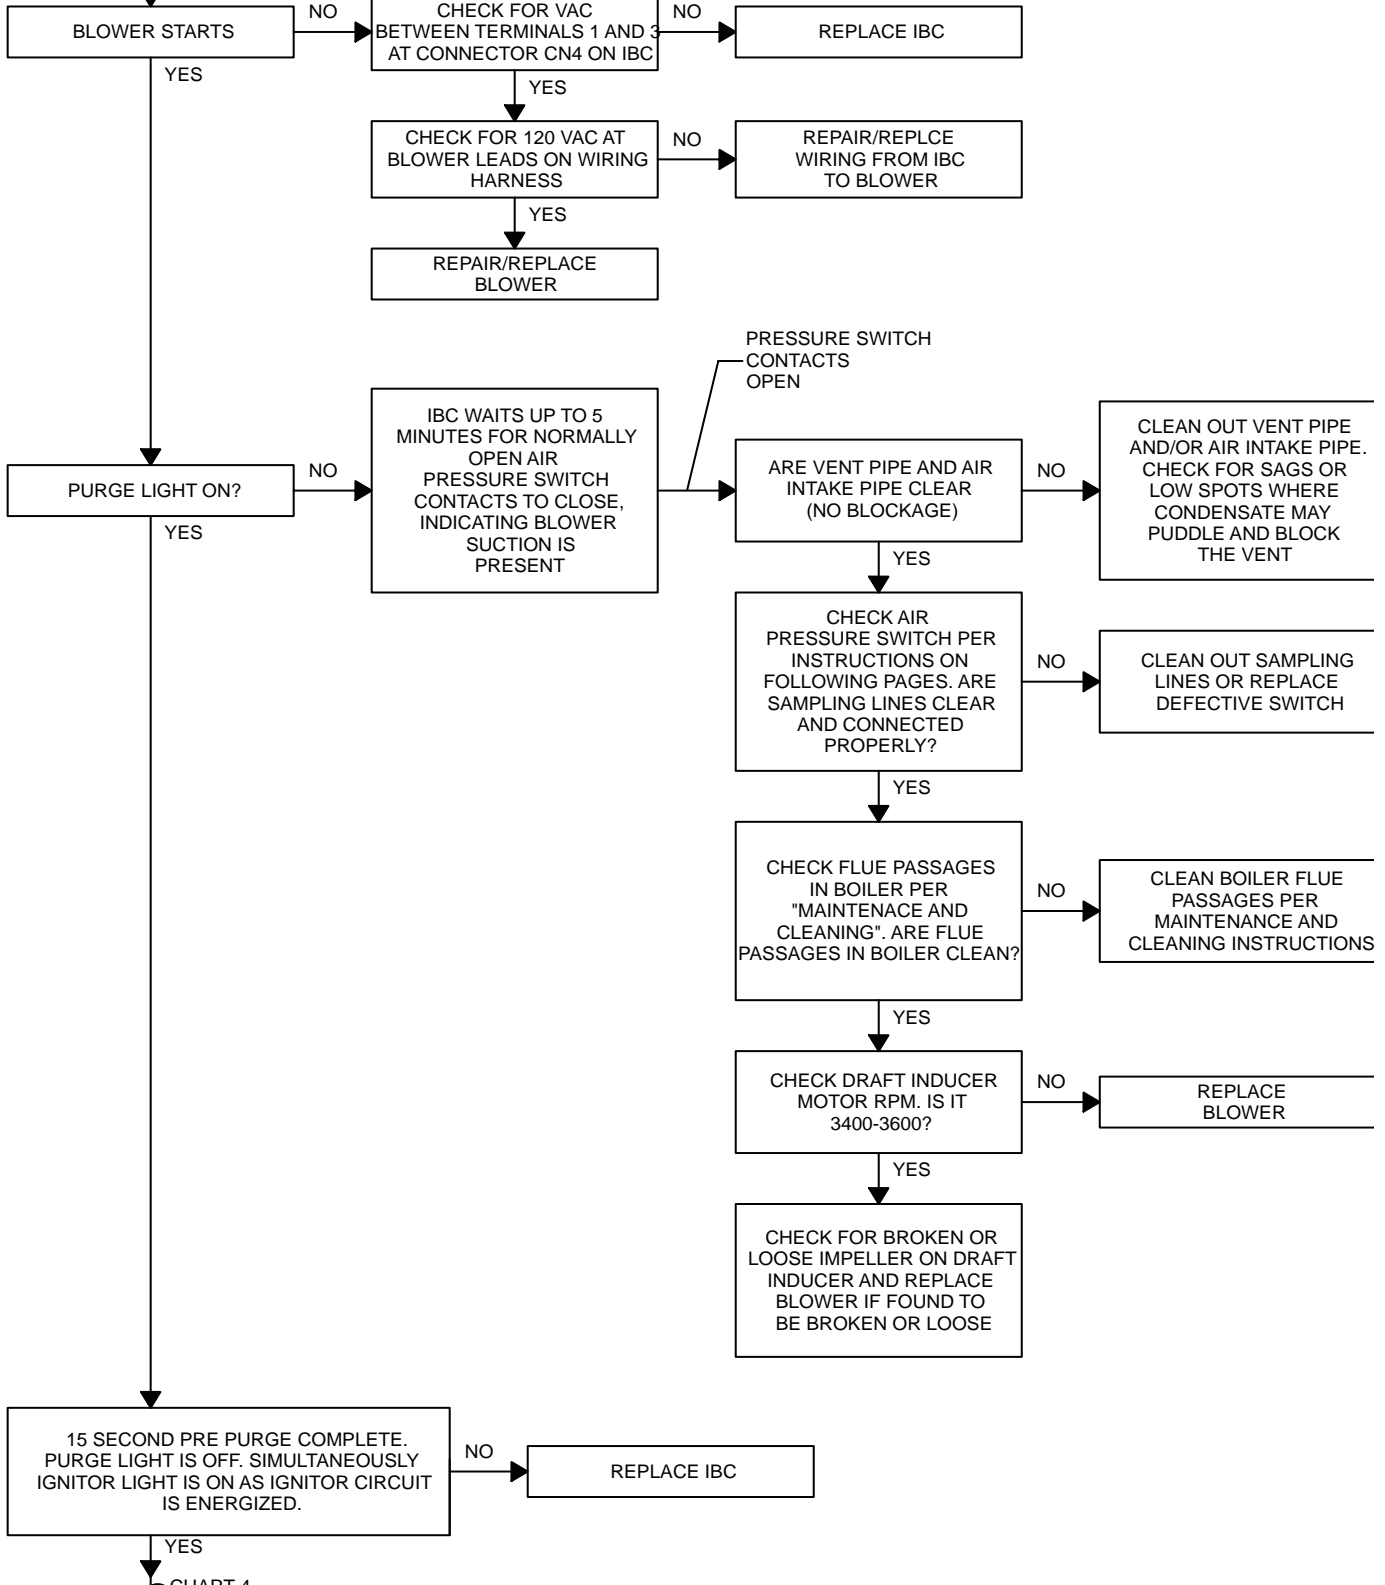 BLOWER STARTS
NO
CHECK FOR VAC
BETWEEN TERMINALS 1 AND 3
AT CONNECTOR CN4 ON IBC
NO
REPLACE IBC
YES
YES
CHECK FOR 120 VAC AT
BLOWER LEADS ON WIRING
HARNESS
NO
REPAIR/REPLCE
WIRING FROM IBC
TO BLOWER
YES
REPAIR/REPLACE
BLOWER
PRESSURE SWITCH
CONTACTS
OPEN
PURGE LIGHT ON?
NO
IBC WAITS UP TO 5
MINUTES FOR NORMALLY
OPEN AIR
PRESSURE SWITCH
CONTACTS TO CLOSE,
INDICATING BLOWER
SUCTION IS
PRESENT
ARE VENT PIPE AND AIR
INTAKE PIPE CLEAR
(NO BLOCKAGE)
NO
CLEAN OUT VENT PIPE
AND/OR AIR INTAKE PIPE.
CHECK FOR SAGS OR
LOW SPOTS WHERE
CONDENSATE MAY
PUDDLE AND BLOCK
THE VENT
YES
YES
CHECK AIR
PRESSURE SWITCH PER
INSTRUCTIONS ON
FOLLOWING PAGES. ARE
SAMPLING LINES CLEAR
AND CONNECTED
PROPERLY?
NO
CLEAN OUT SAMPLING
LINES OR REPLACE
DEFECTIVE SWITCH
YES
CHECK FLUE PASSAGES
IN BOILER PER
"MAINTENACE AND
CLEANING". ARE FLUE
PASSAGES IN BOILER CLEAN?
NO
CLEAN BOILER FLUE
PASSAGES PER
MAINTENANCE AND
CLEANING INSTRUCTIONS
YES
CHECK DRAFT INDUCER
MOTOR RPM. IS IT
3400-3600?
NO
REPLACE
BLOWER
YES
CHECK FOR BROKEN OR
LOOSE IMPELLER ON DRAFT
INDUCER AND REPLACE
BLOWER IF FOUND TO
BE BROKEN OR LOOSE
15 SECOND PRE PURGE COMPLETE.
PURGE LIGHT IS OFF. SIMULTANEOUSLY
IGNITOR LIGHT IS ON AS IGNITOR CIRCUIT
IS ENERGIZED.
NO
REPLACE IBC
YES
CHART 4